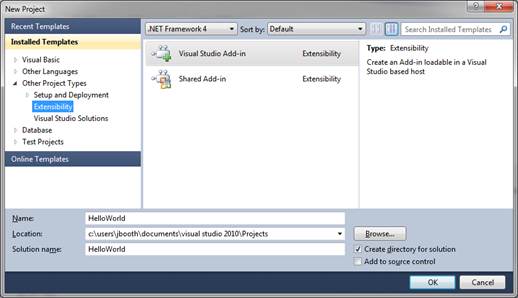 New Project
Recent Templates
.NET Framework 4
Sort by: Default
Search Installed Templates
Installed Templates
Visual Basic
Other Languages
Other Project Types
Setup and Deployment
Extensibility
Visual Studio Solutions
Database
Test Projects
Online Templates
Visual Studio Add-in Extensibility
Shared Add-in Extensibility
Type: Extensibility
Create an Add-in loadable in a Visual
Studio based host
Name: HelloWorld
Location: c:\users\jbooth\documents\visual studio 2010\Projects
Browse...
Solution name: HelloWorld
Create directory for solution
Add to source control
OK
Cancel